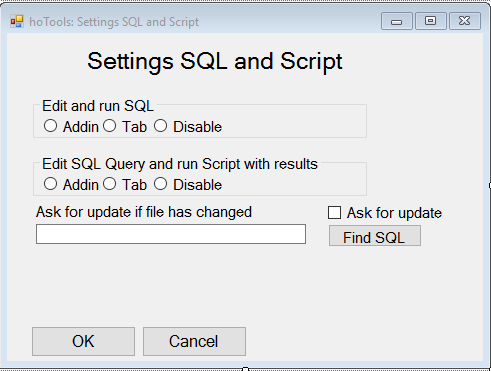 hoTools: Settings SQL and Script
Settings SQL and Script
Edit and run SQL
Addin Tab Disable
Edit SQL Query and run Script with results
Addin Tab Disable
Ask for update if file has changed Ask for update
Find SQL
OK Cancel